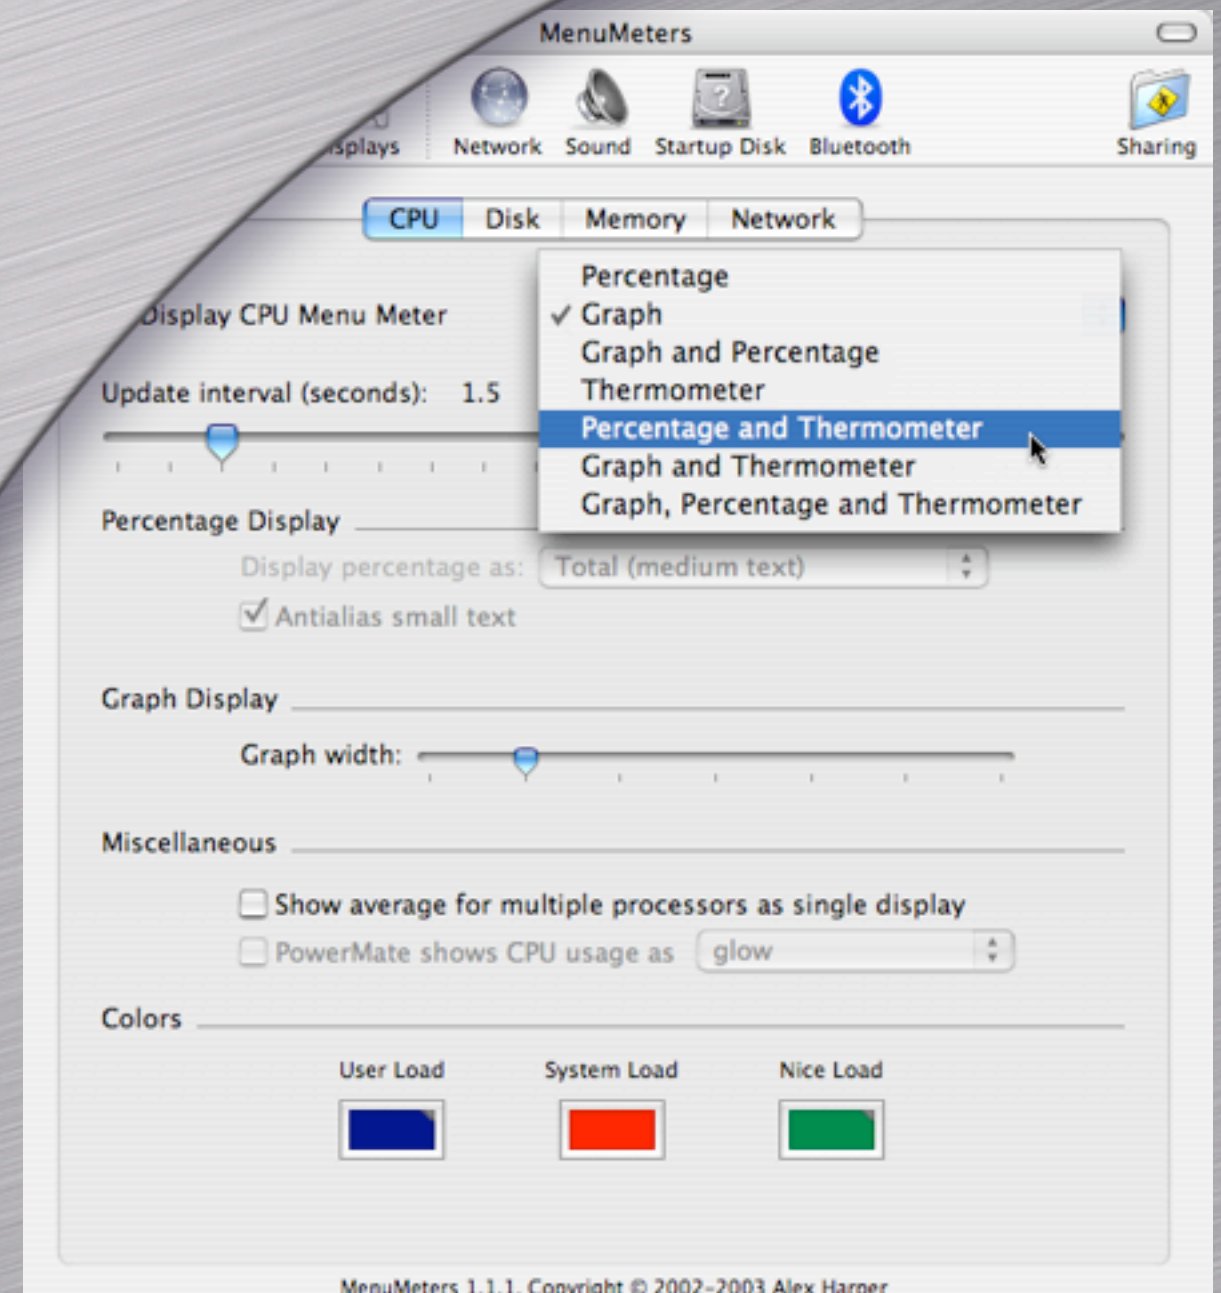 MenuMeters
Network Sound Startup Disk Bluetooth Sharing
CPU Disk Memory Network
Percentage
Display CPU Menu Meter
Graph
Graph and Percentage
Update interval (seconds): 1.5
Thermometer
Percentage and Thermometer
Graph and Thermometer
Graph, Percentage and Thermometer
Percentage Display
Display percentage as: Total (medium text)
Antialias small text
Graph Display
Graph width:
Miscellaneous
Show average for multiple processors as single display
PowerMate shows CPU usage as glow
Colors
User Load System Load Nice Load
MenuMeters 1.1.1, Copyright © 2002-2003 Alex Harper